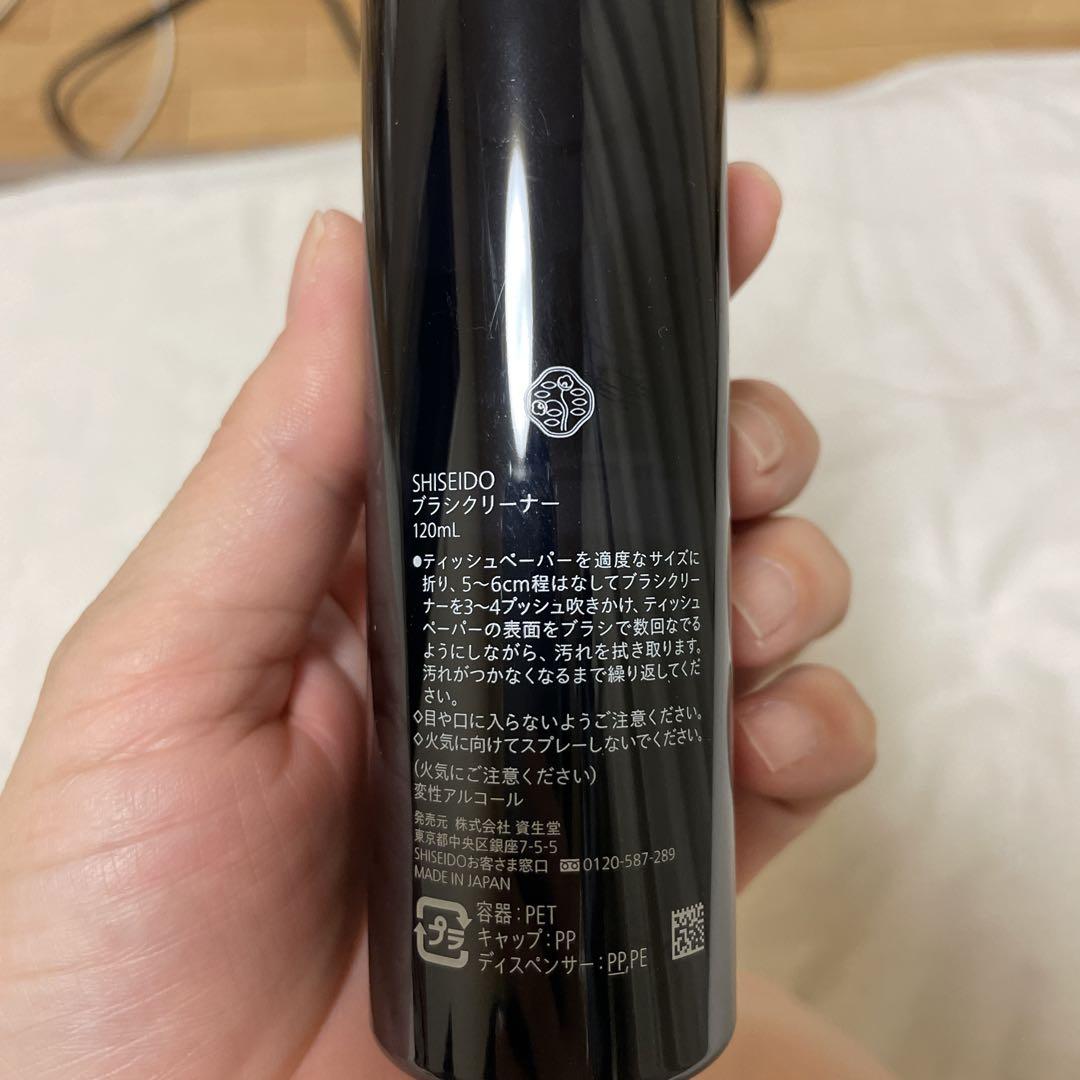 SHISEIDO
ブラシクリーナー
120mL
●ティッシュペーパーを適度なサイズに
折り、5〜6cm程はなしてブラシクリー
ナーを3〜4プッシュ吹きかけ、ティッシュ
ペーパーの表面をブラシで数回なでる
ようにしながら、汚れを拭き取ります。
汚れがつかなくなるまで繰り返してくだ
さい。
◇目や口に入らないようご注意ください。
◇火気に向けてスプレーしないでください。
(火気にご注意ください)
変性アルコール
発売元 株式会社 資生堂
東京都中央区銀座7-5-5
SHISEIDOお客さま窓口 0120-587-289
MADE IN JAPAN
プラ
容器:PET
キャップ:PP
ディスペンサー:PP,PE